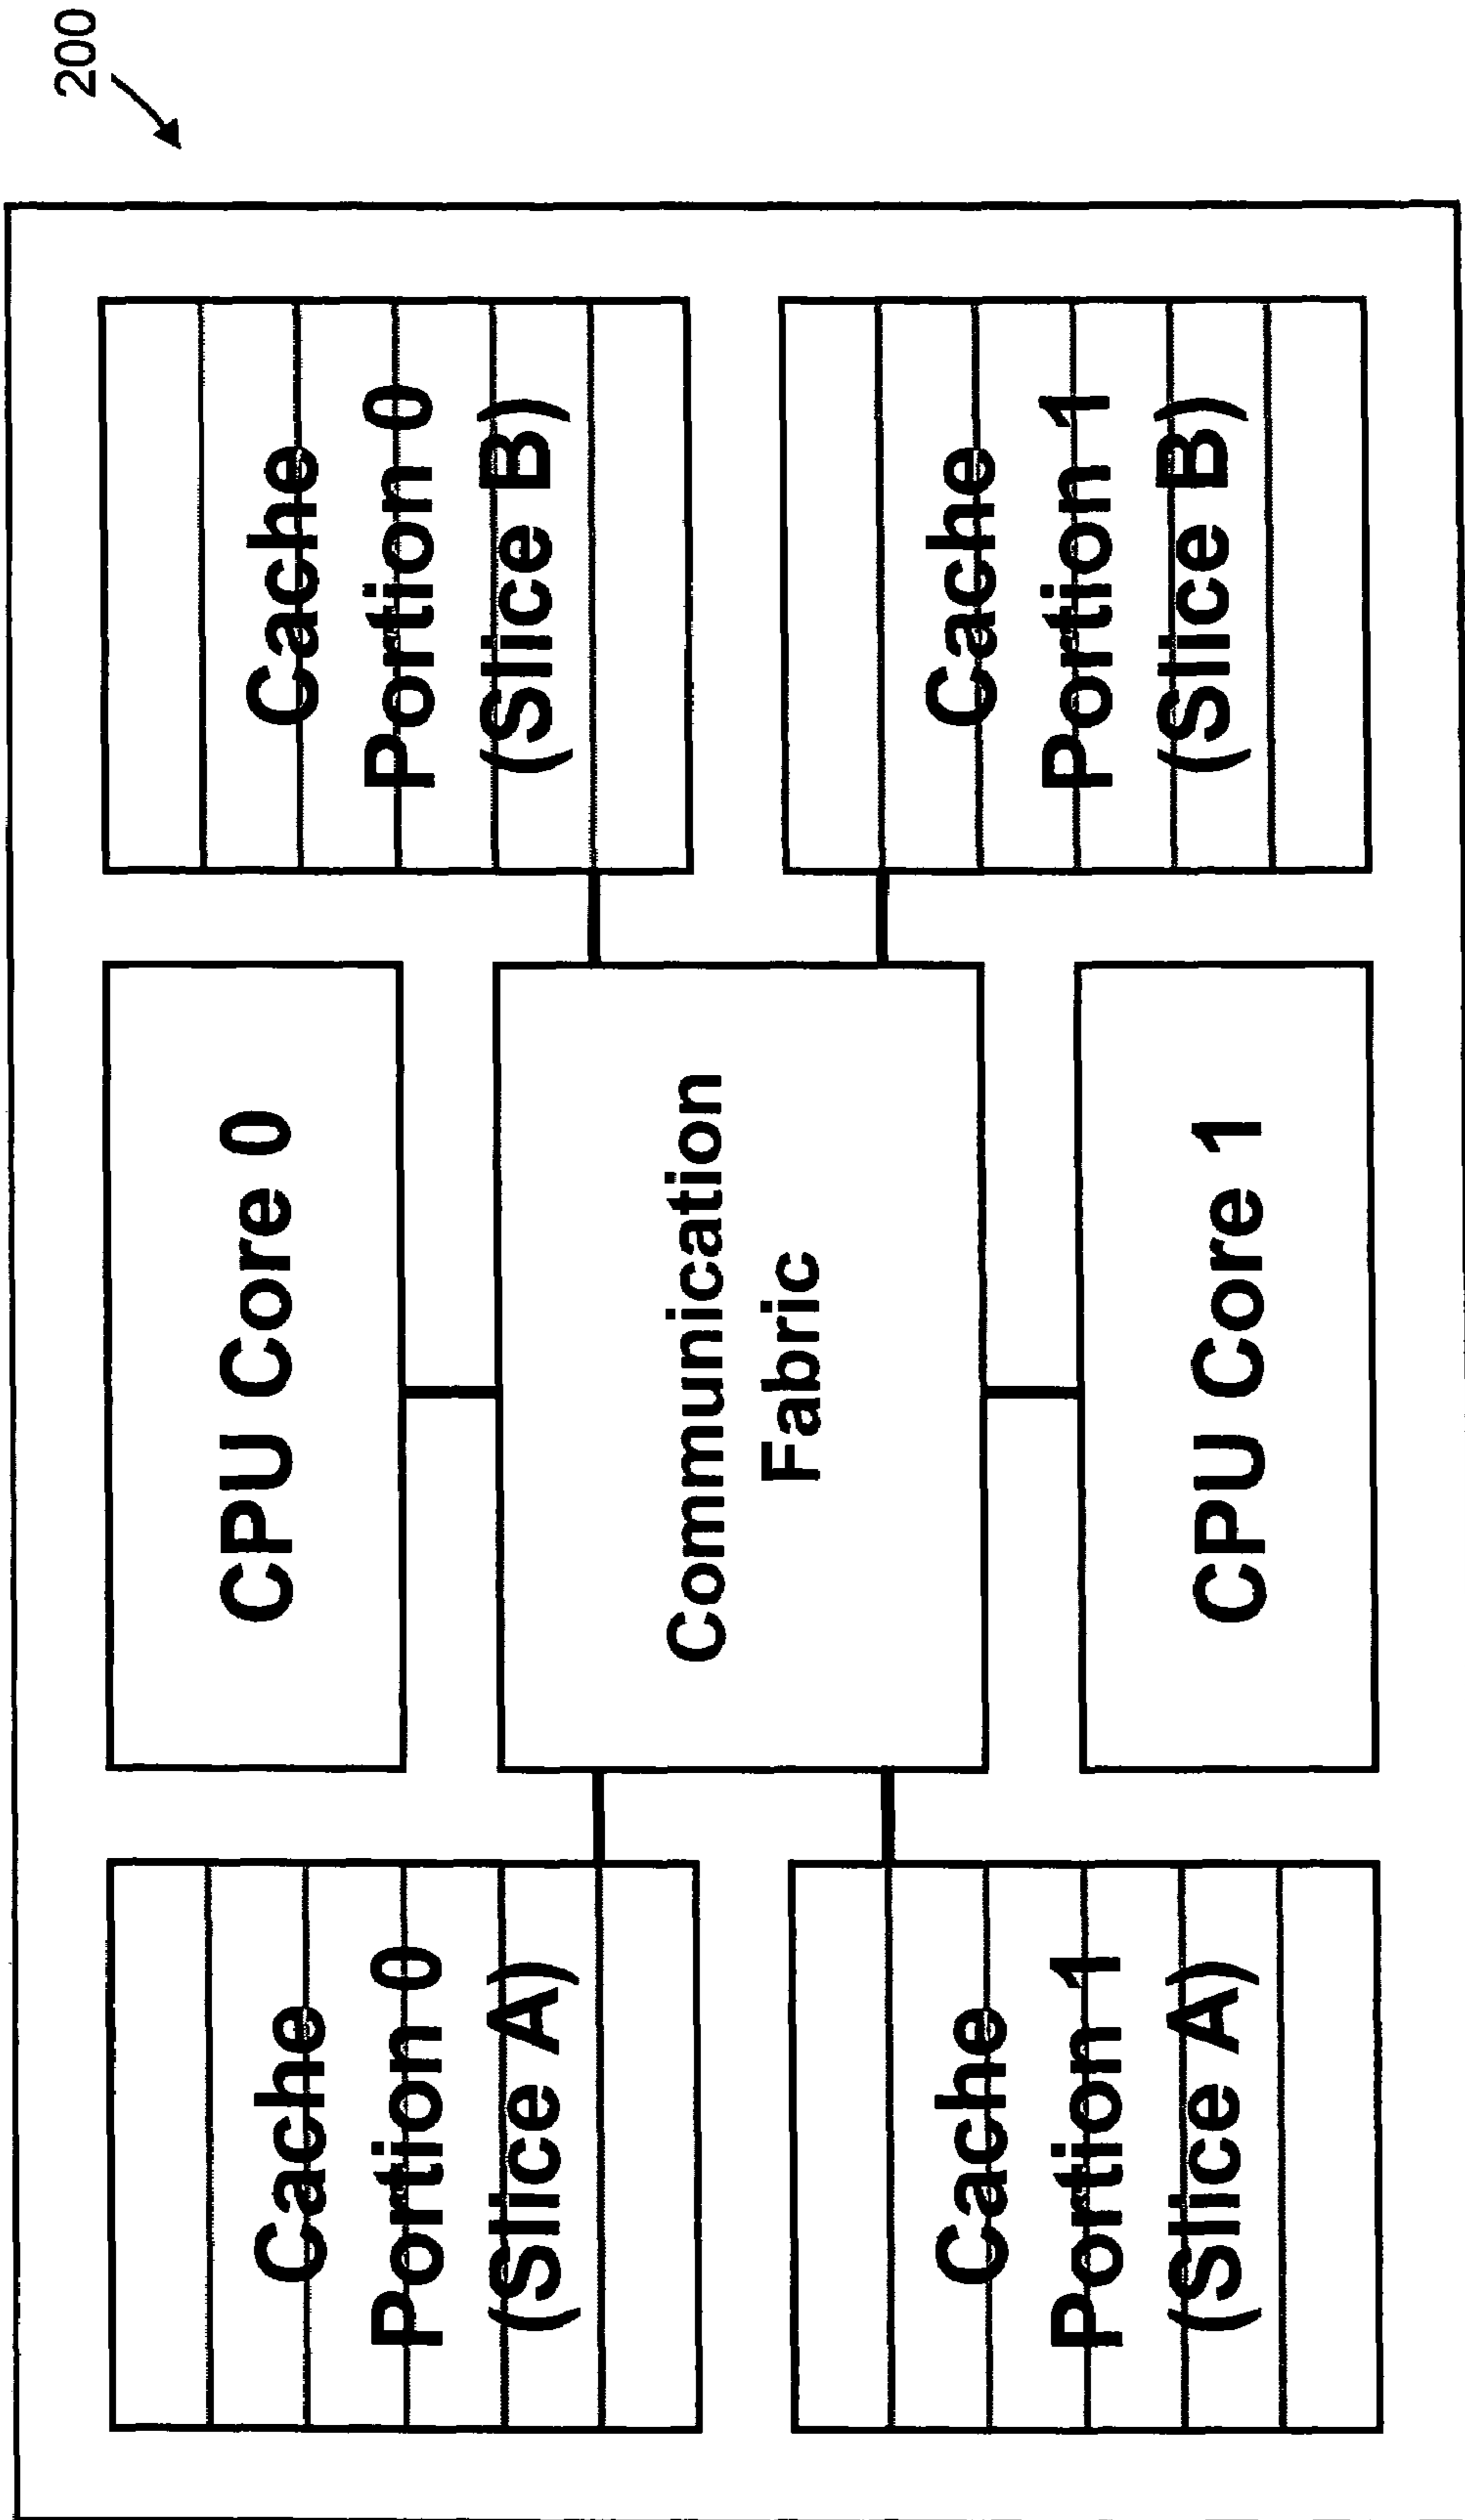 200
Cache
Portion 0
(Slice A)
CPU Core 0
Cache
Portion 0
(Slice B)
Communication
Fabric
Cache
Portion 1
(Slice A)
CPU Core 1
Cache
Portion 1
(Slice B)